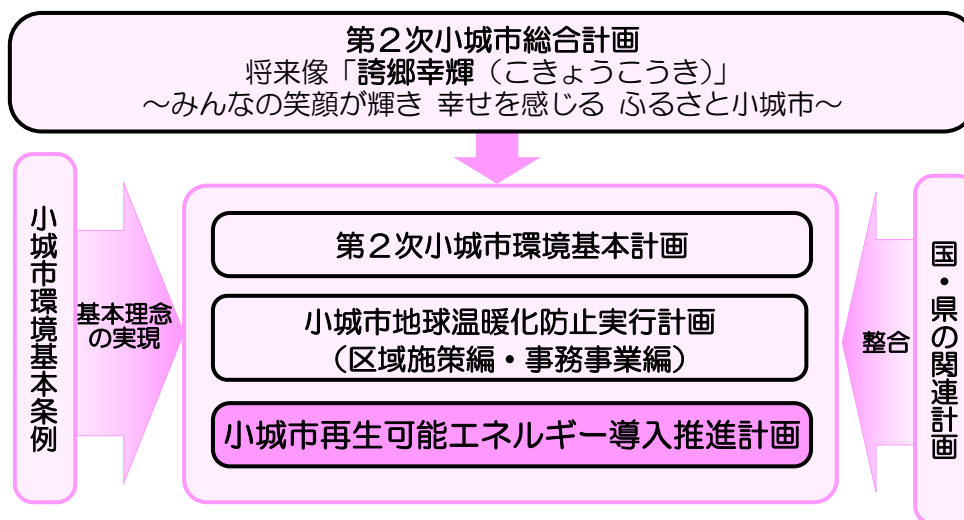 第２次小城市総合計画
将来像「誇郷幸輝（こきょうこうき）」
～みんなの笑顔が輝き 幸せを感じる ふるさと小城市～
小城市環境基本条例
基本理念
の実現
第２次小城市環境基本計画
小城市地球温暖化防止実行計画
（区域施策編・事務事業編）
小城市再生可能エネルギー導入推進計画
整合
国・県の関連計画